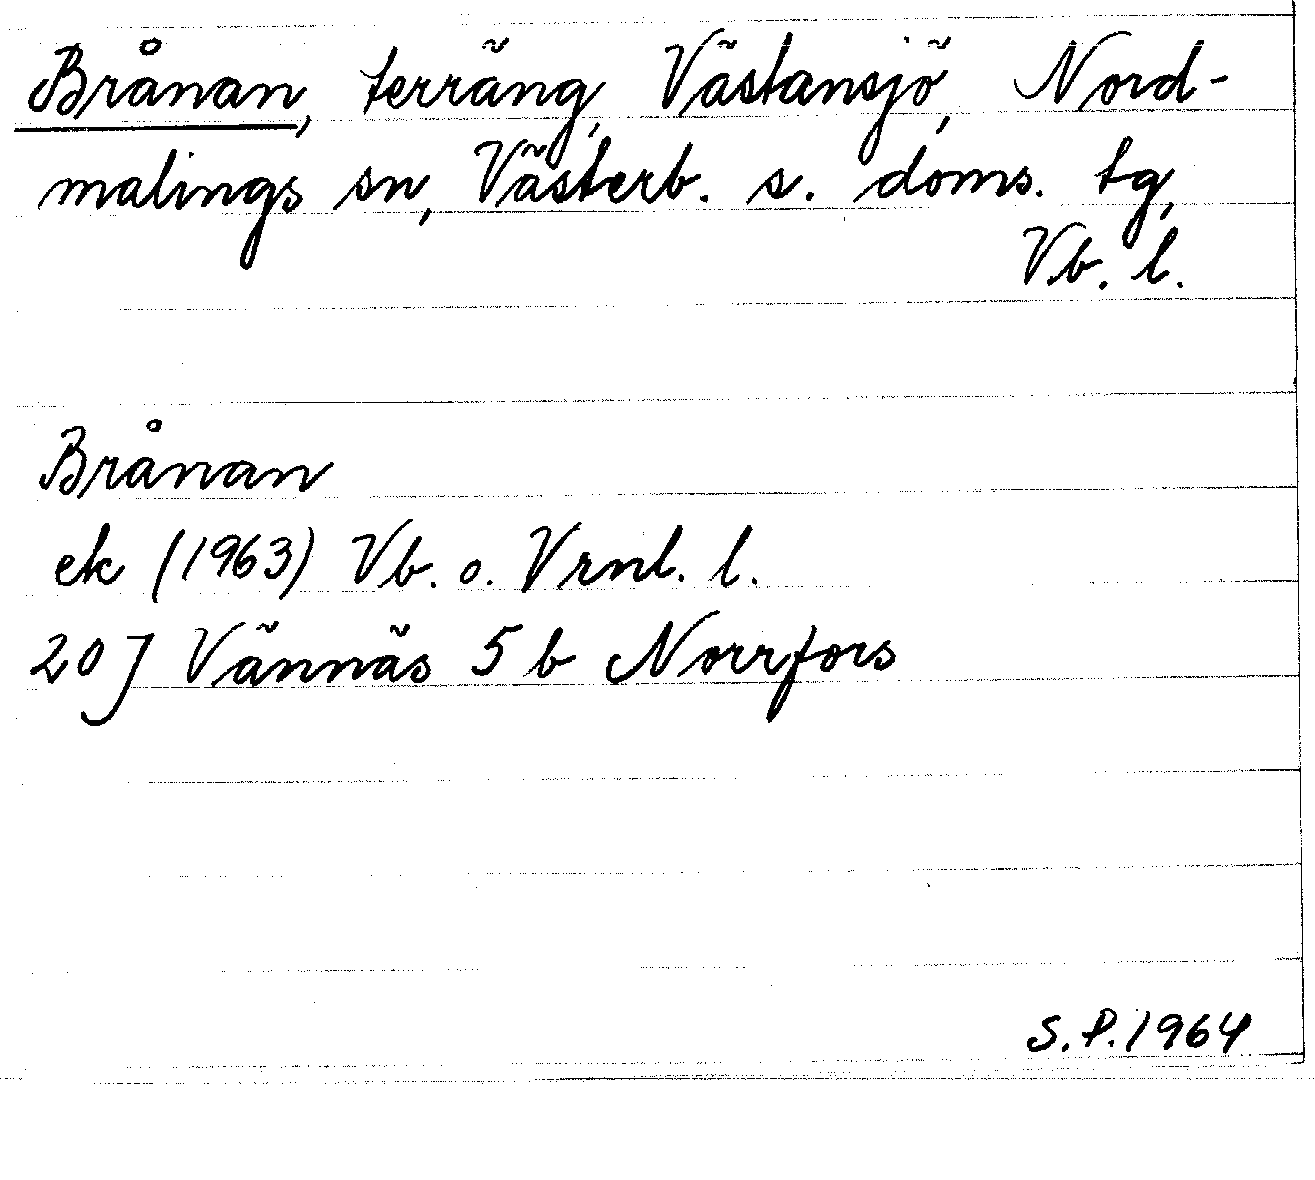 Brånan, terräng, Västansjö, Nord-
malings sn, Västerb. s. doms. tg,
Vb. l.
Brånan
ek (1963) Vb. o. Vrml. l.
20 J Vännäs 5 b Norrfors
S.P. 1964